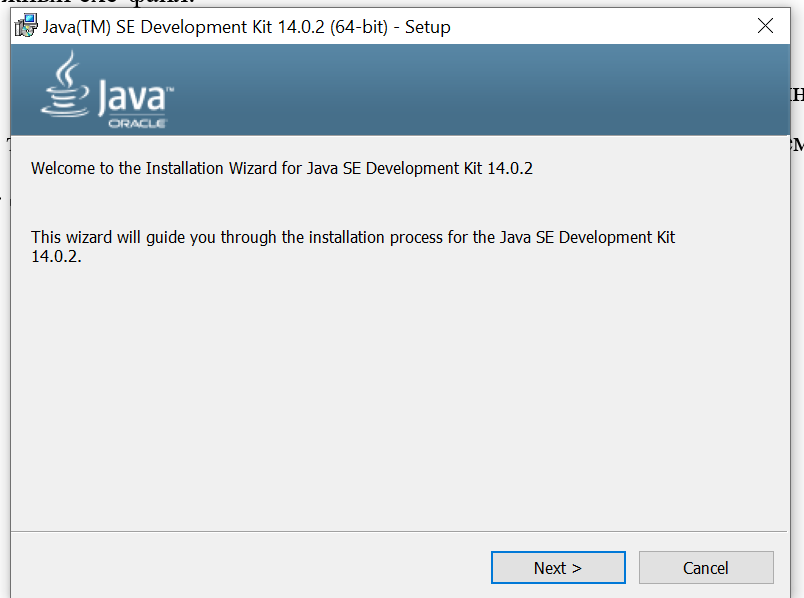 Java(TM) SE Development Kit 14.0.2 (64-bit) - Setup
Java™
ORACLE
Welcome to the Installation Wizard for Java SE Development Kit 14.0.2
This wizard will guide you through the installation process for the Java SE Development Kit
14.0.2.
Next >
Cancel